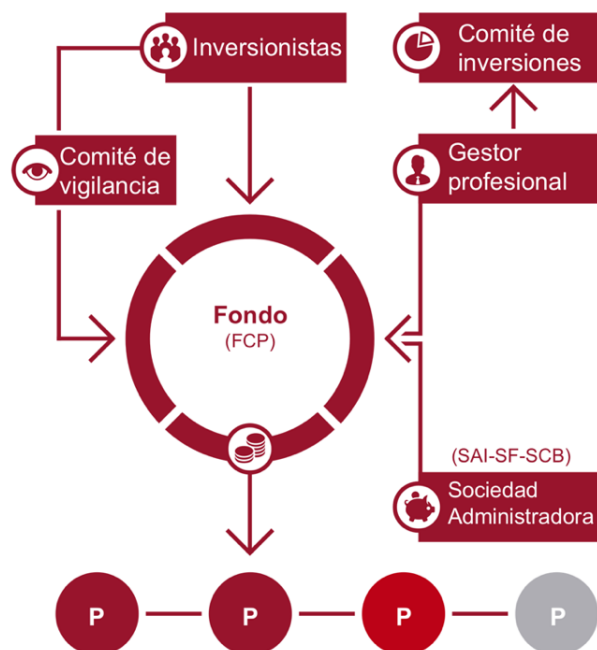 Inversionistas
Comité de
inversiones
Comité de
vigilancia
Gestor
profesional
Fondo
(FCP)
(SAI-SF-SCB)
Sociedad
Administradora
P
P
P
P